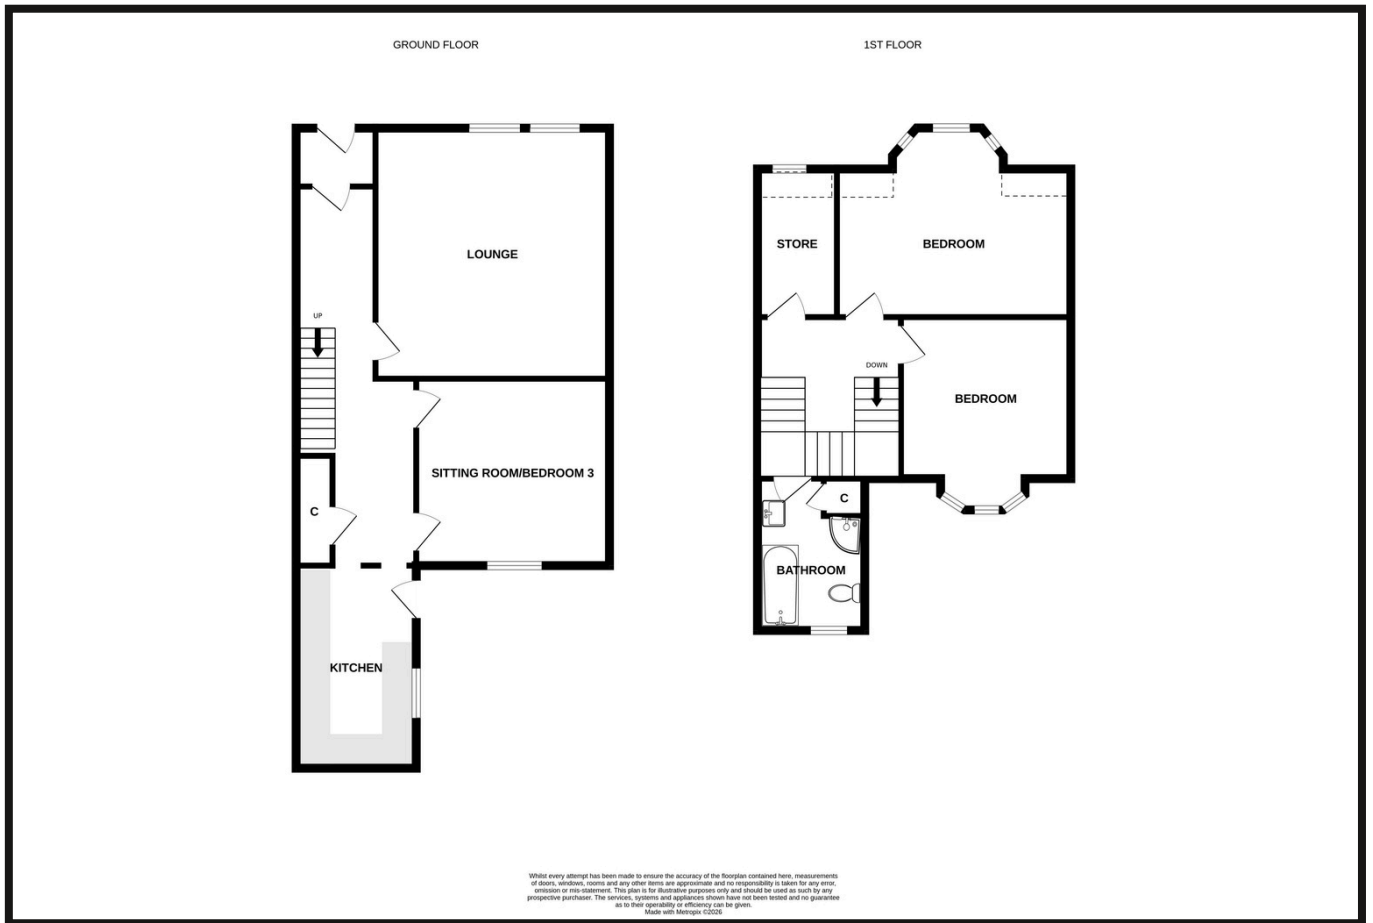 GROUND FLOOR
1ST FLOOR
LOUNGE
UP
SITTING ROOM/BEDROOM 3
C
KITCHEN
STORE
BEDROOM
DOWN
BEDROOM
C
BATHROOM
Whilst every attempt has been made to ensure the accuracy of the floorplan contained here, measurements
of doors, windows, rooms and any other items are approximate and no responsibility is taken for any error,
omission or mis-statement. This plan is for illustrative purposes only and should be used as such by any
prospective purchaser. The services, systems and appliances shown have not been tested and no guarantee
as to their operability or efficiency can be given.
Made with Metropix ©2026